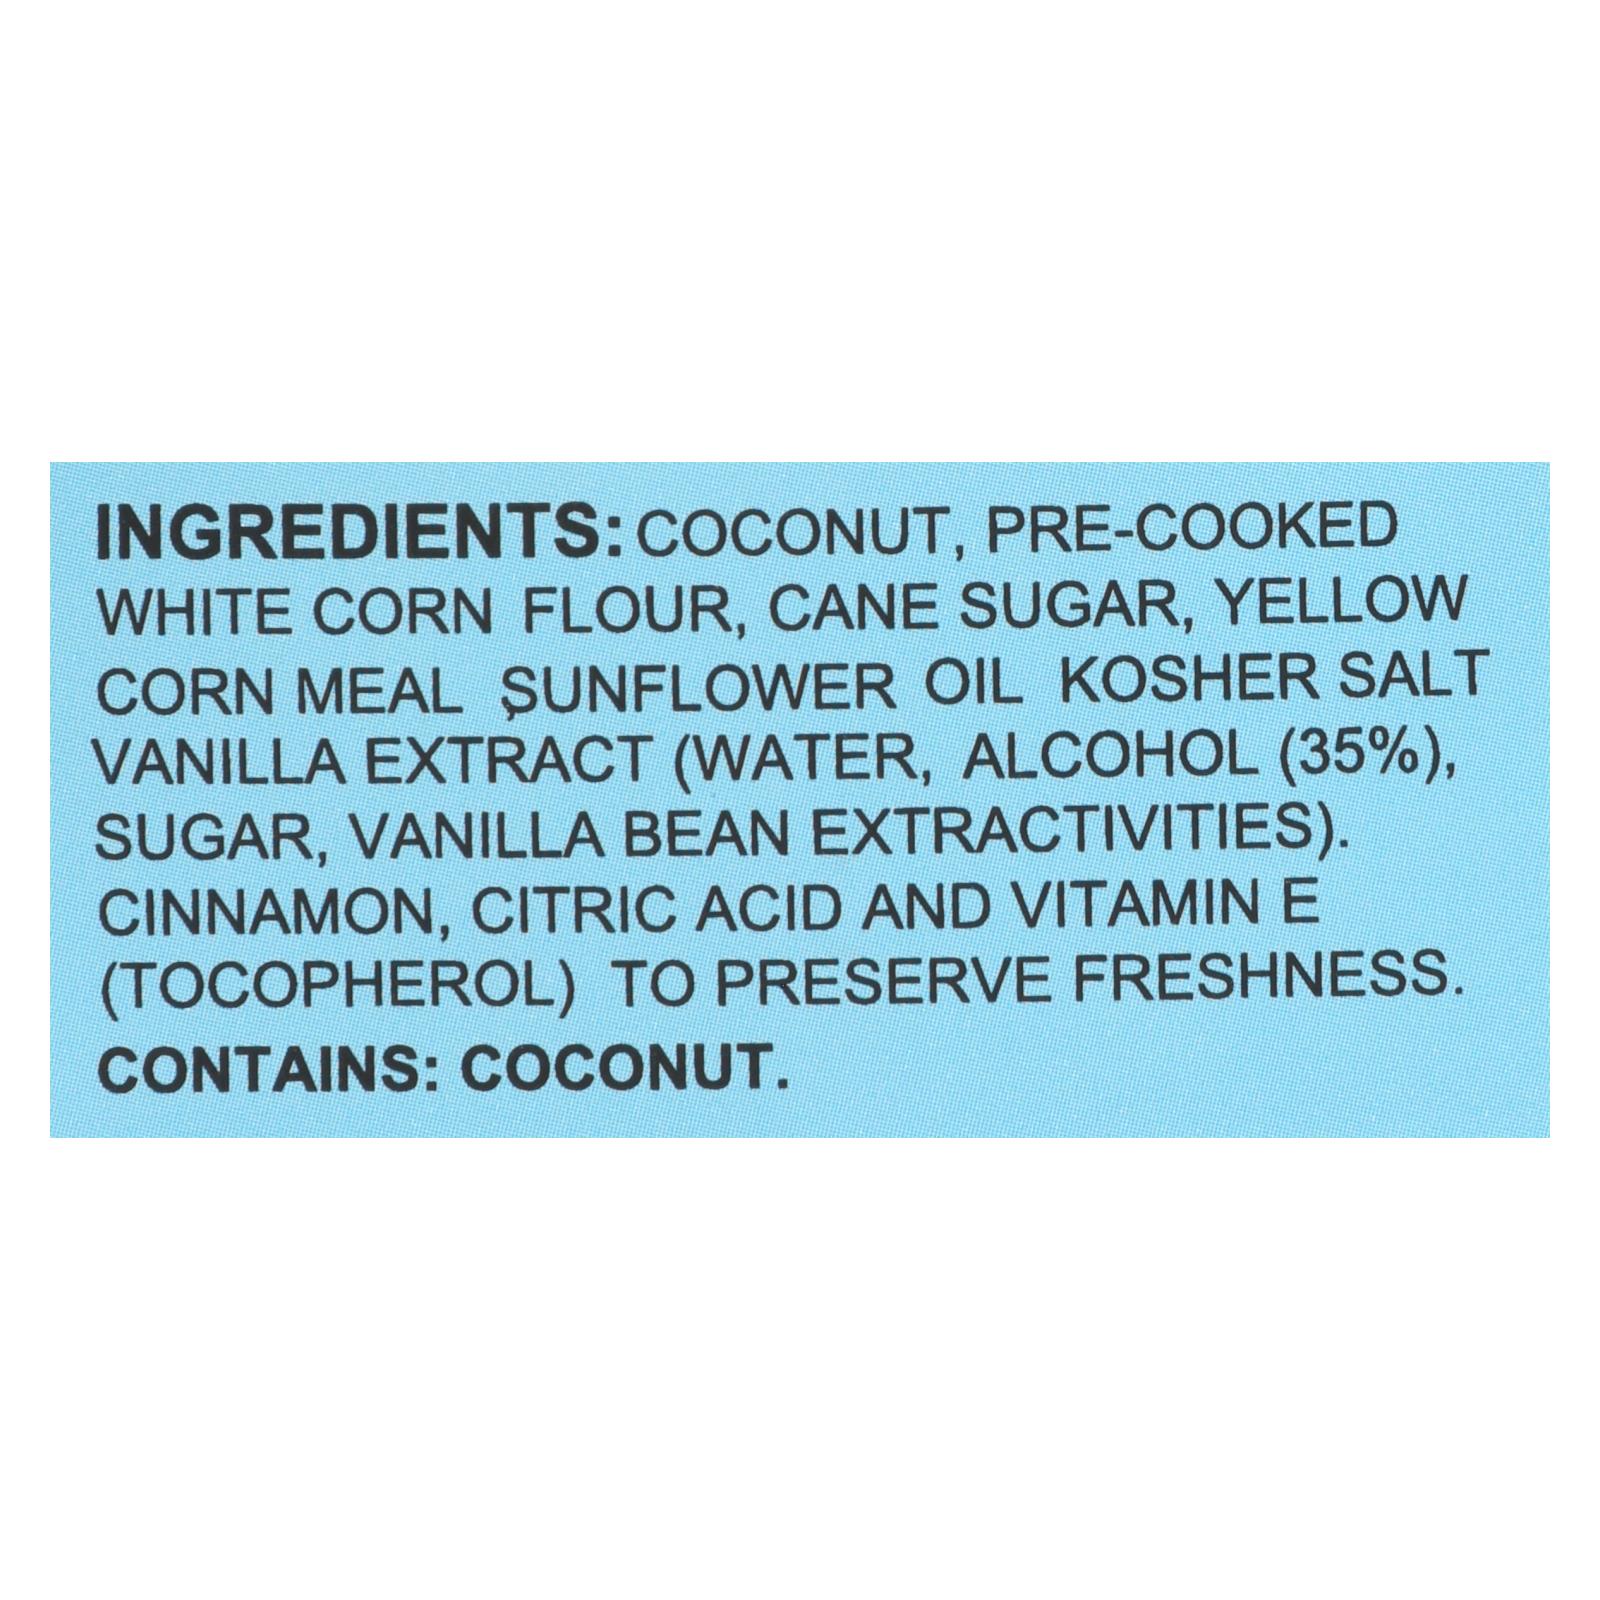 INGREDIENTS: COCONUT, PRE-COOKED
WHITE CORN FLOUR, CANE SUGAR, YELLOW
CORN MEAL ,SUNFLOWER OIL KOSHER SALT
VANILLA EXTRACT (WATER, ALCOHOL (35%),
SUGAR, VANILLA BEAN EXTRACTIVITIES).
CINNAMON, CITRIC ACID AND VITAMIN E
(TOCOPHEROL) TO PRESERVE FRESHNESS.
CONTAINS: COCONUT.